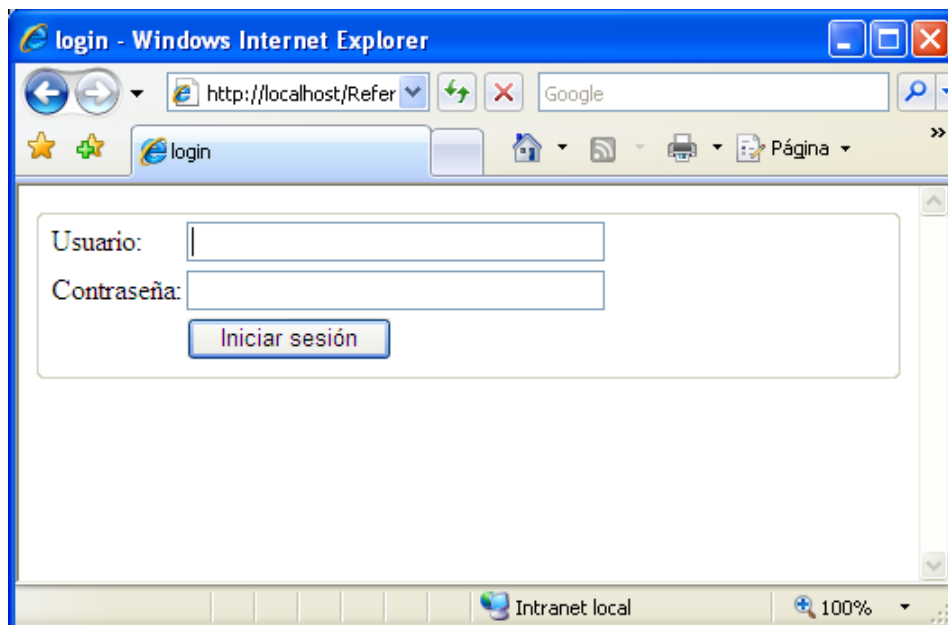 login - Windows Internet Explorer
http://localhost/Refer
Google
login
Página
»
Usuario:
Contraseña:
Iniciar sesión
Intranet local
100%